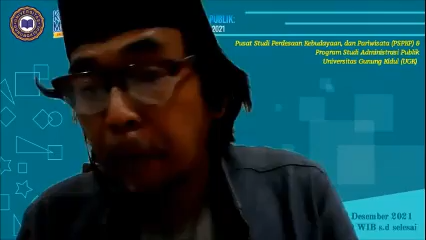 PUBLIK:
2021
Pusat Studi Perdesaan Kebudayaan, dan Pariwisata (PSPKP) &
Program Studi Administrasi Publik
Universitas Gunung Kidul (UGK)
Desember 2021
WIB s.d selesai